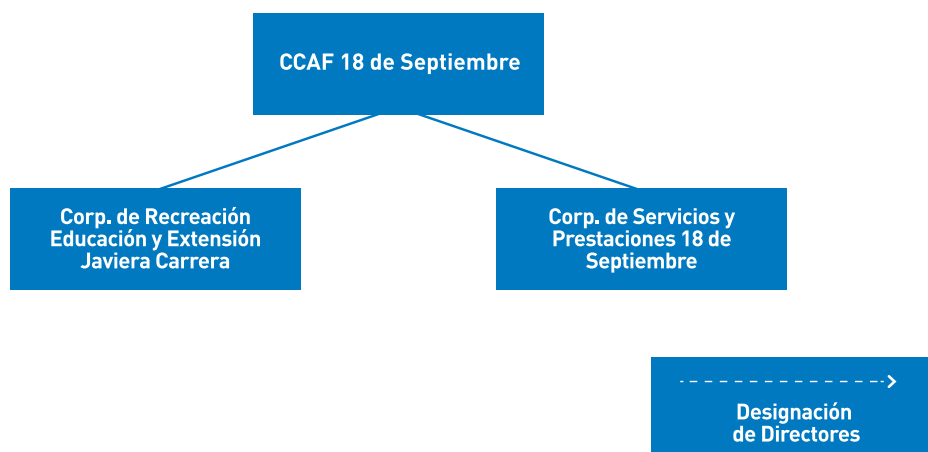 CCAF 18 de Septiembre
Corp. de Recreación
Educación y Extensión
Javiera Carrera
Corp. de Servicios y
Prestaciones 18 de
Septiembre
Designación
de Directores